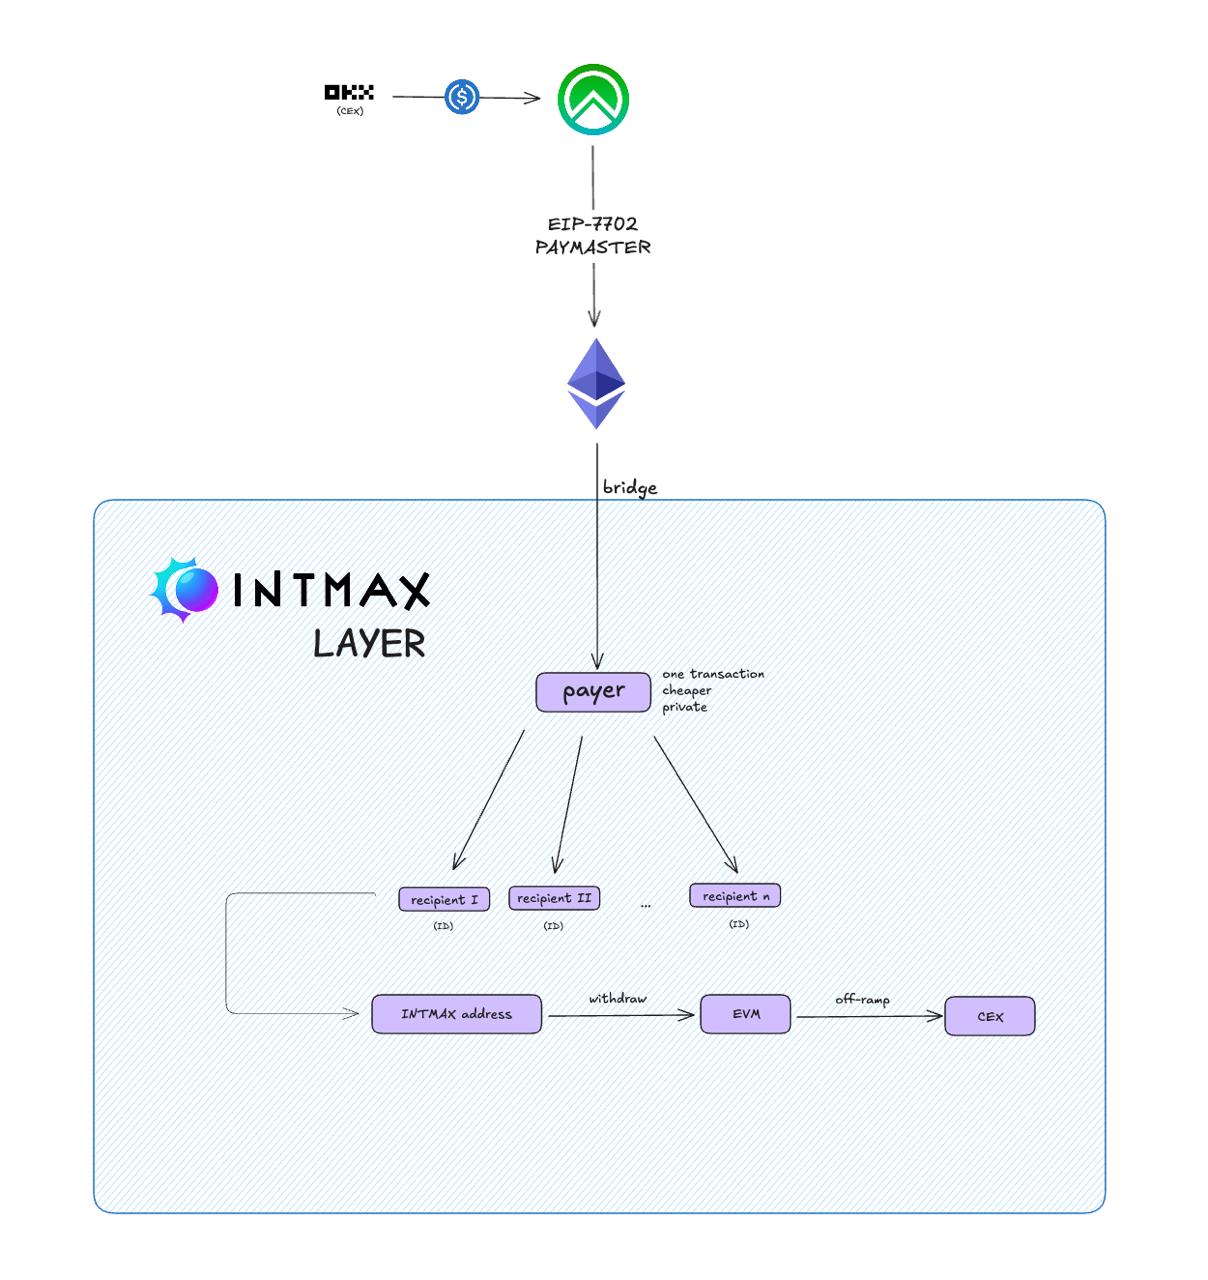 OKX
(CEX)
EIP-7702
PAYMASTER
bridge
INTMAX
LAYER
payer
one transaction
cheaper
private
recipient I
recipient II
...
recipient n
(ID)
(ID)
(ID)
INTMAX address
withdraw
EVM
off-ramp
CEX